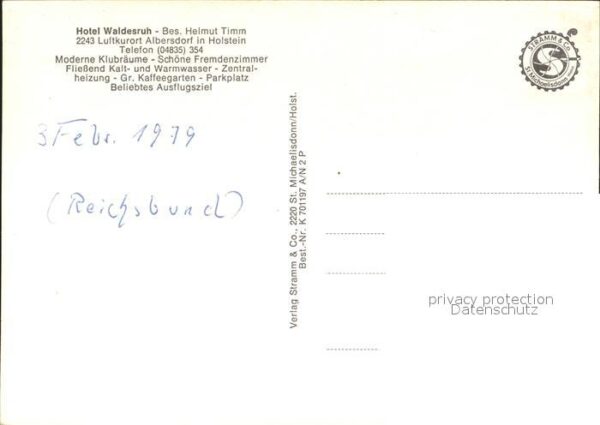 Hotel Waldesruh - Bes. Helmut Timm
2243 Luftkurort Albersdorf in Holstein
Telefon (04835) 354
Moderne Klubräume - Schöne Fremdenzimmer
Fließend Kalt- und Warmwasser - Zentral-
heizung - Gr. Kaffeegarten - Parkplatz
Beliebtes Ausflugsziel
3 Febr. 1979
(Reichsbund)
Verlag Stramm & Co., 2220 St. Michaelisdonn/Holst.
Best.-Nr. K 701197 A/N 2 P
STRAMM & Co.
St. Michaelisdonn
privacy protection
Datenschutz